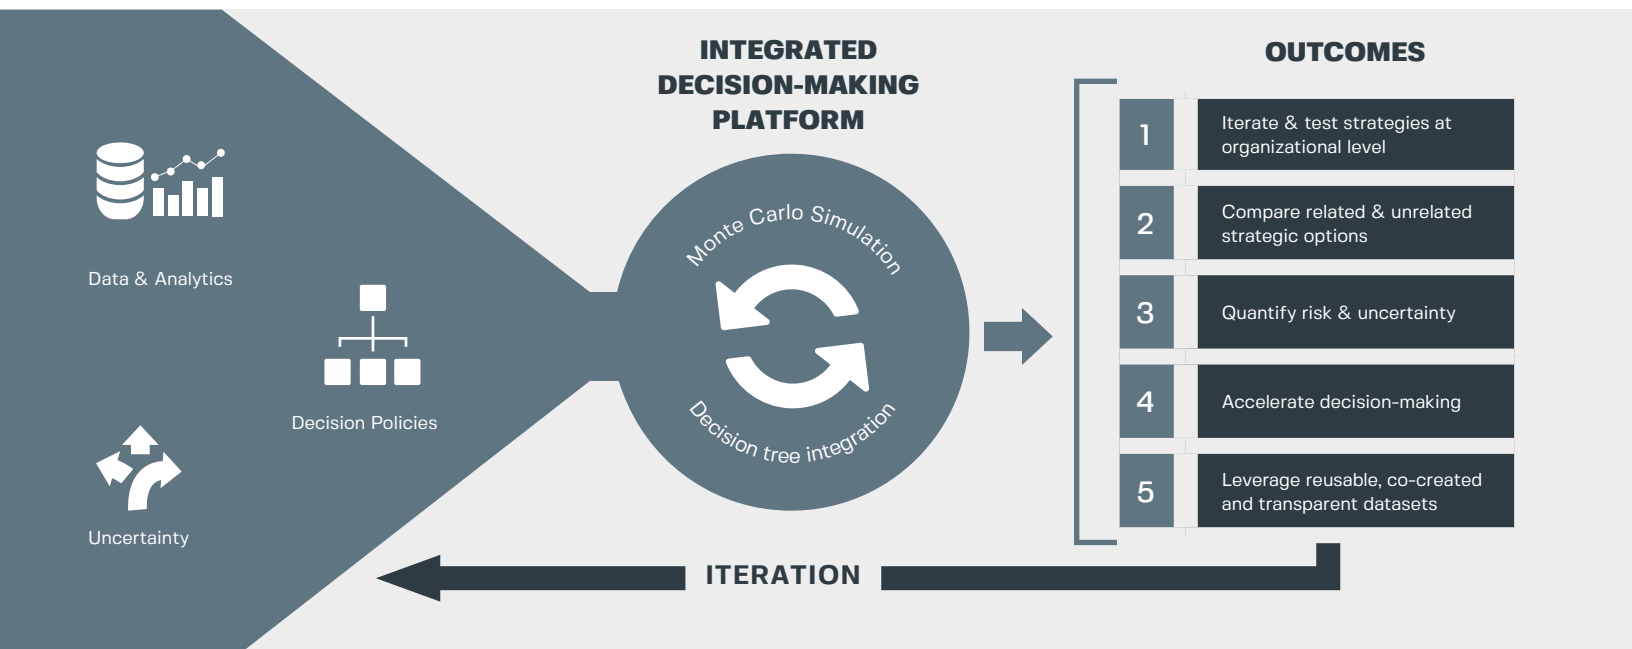 Data & Analytics
Decision Policies
Uncertainty
INTEGRATED
DECISION-MAKING
PLATFORM
Monte Carlo Simulation
Decision tree integration
OUTCOMES
1
Iterate & test strategies at
organizational level
2
Compare related & unrelated
strategic options
3
Quantify risk & uncertainty
4
Accelerate decision-making
5
Leverage reusable, co-created
and transparent datasets
ITERATION